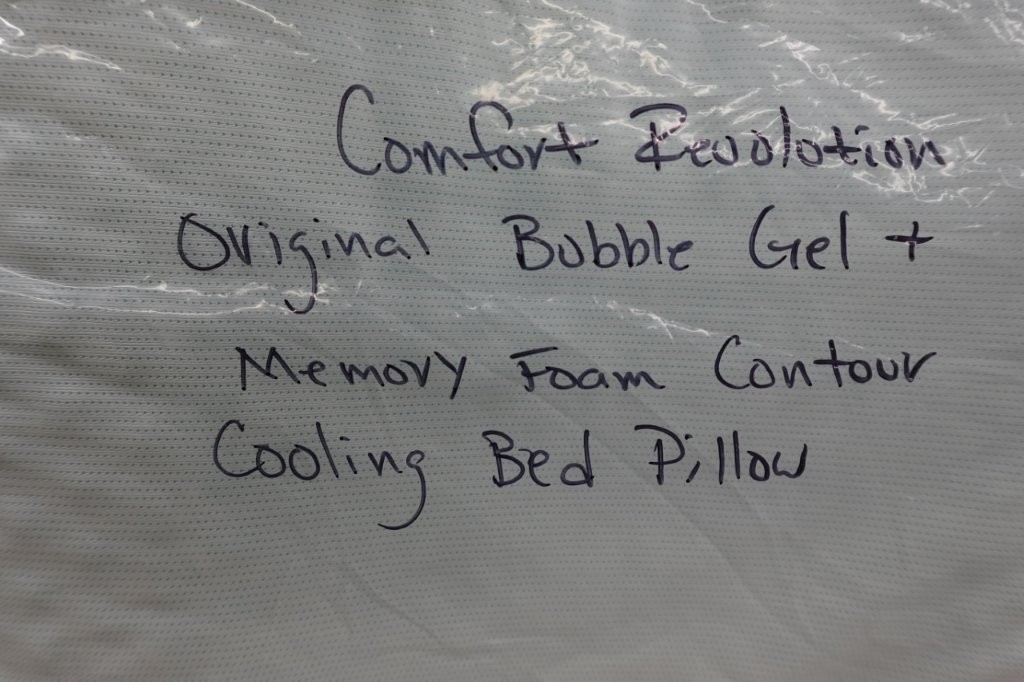 Comfort Revolution
Original Bubble Gel +
Memory Foam Contour
Cooling Bed Pillow